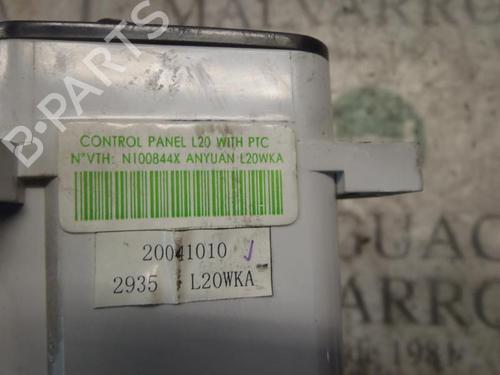 CONTROL PANEL L20 WITH PTC
N°VTH: N100844X ANYUAN L20WKA
20041010
2935 L20WKA
B-PARTS